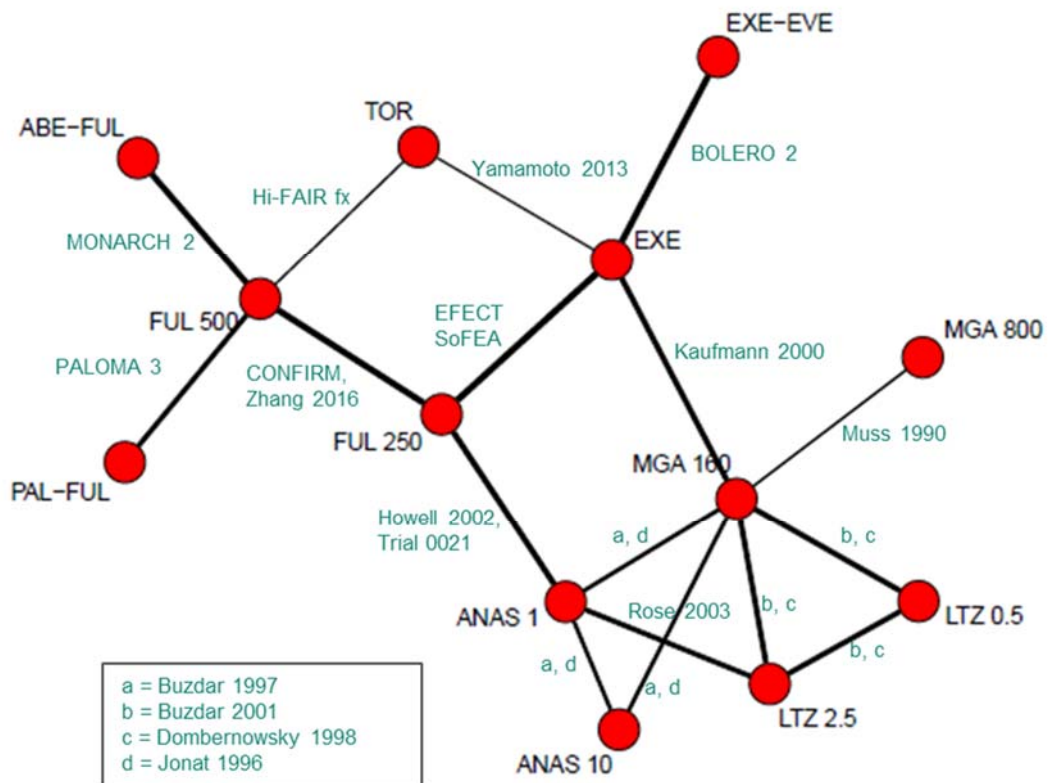 EXE-EVE
TOR
ABE-FUL
BOLERO 2
Yamamoto 2013
Hi-FAIR fx
MONARCH 2
EXE
FUL 500
EFECT
SoFEA
MGA 800
Kaufmann 2000
PALOMA 3
CONFIRM,
Zhang 2016
Muss 1990
FUL 250
MGA 160
PAL-FUL
Howell 2002,
Trial 0021
a, d
b, c
ANAS 1
Rose 2003
b, c
LTZ 0.5
b, c
a, d
a, d
LTZ 2.5
ANAS 10
a = Buzdar 1997
b = Buzdar 2001
c = Dombernowsky 1998
d = Jonat 1996